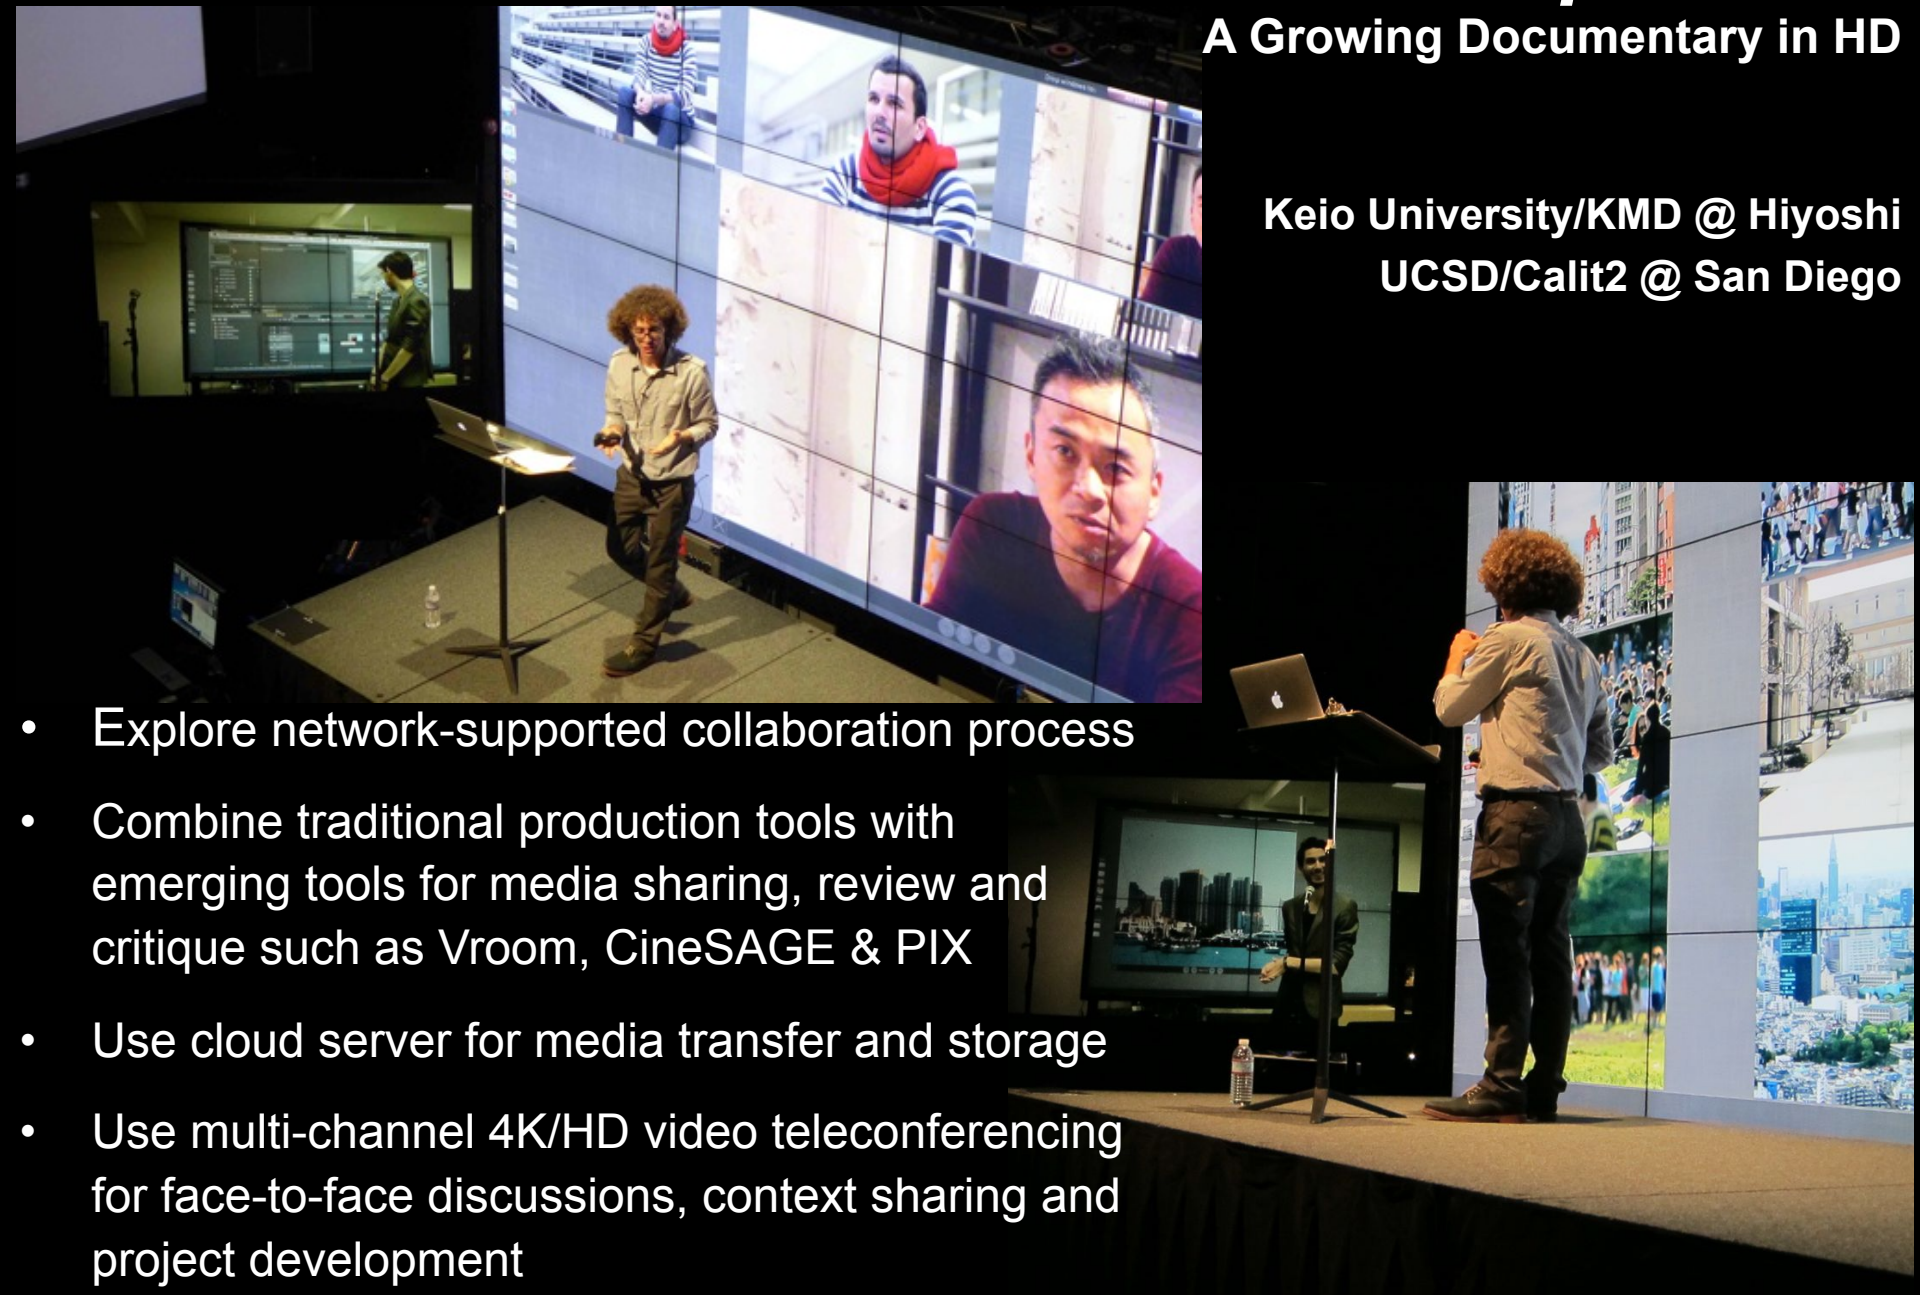 A Growing Documentary in HD
Keio University/KMD @ Hiyoshi
UCSD/Calit2 @ San Diego
• Explore network-supported collaboration process
• Combine traditional production tools with
emerging tools for media sharing, review and
critique such as Vroom, CineSAGE & PIX
• Use cloud server for media transfer and storage
• Use multi-channel 4K/HD video teleconferencing
for face-to-face discussions, context sharing and
project development